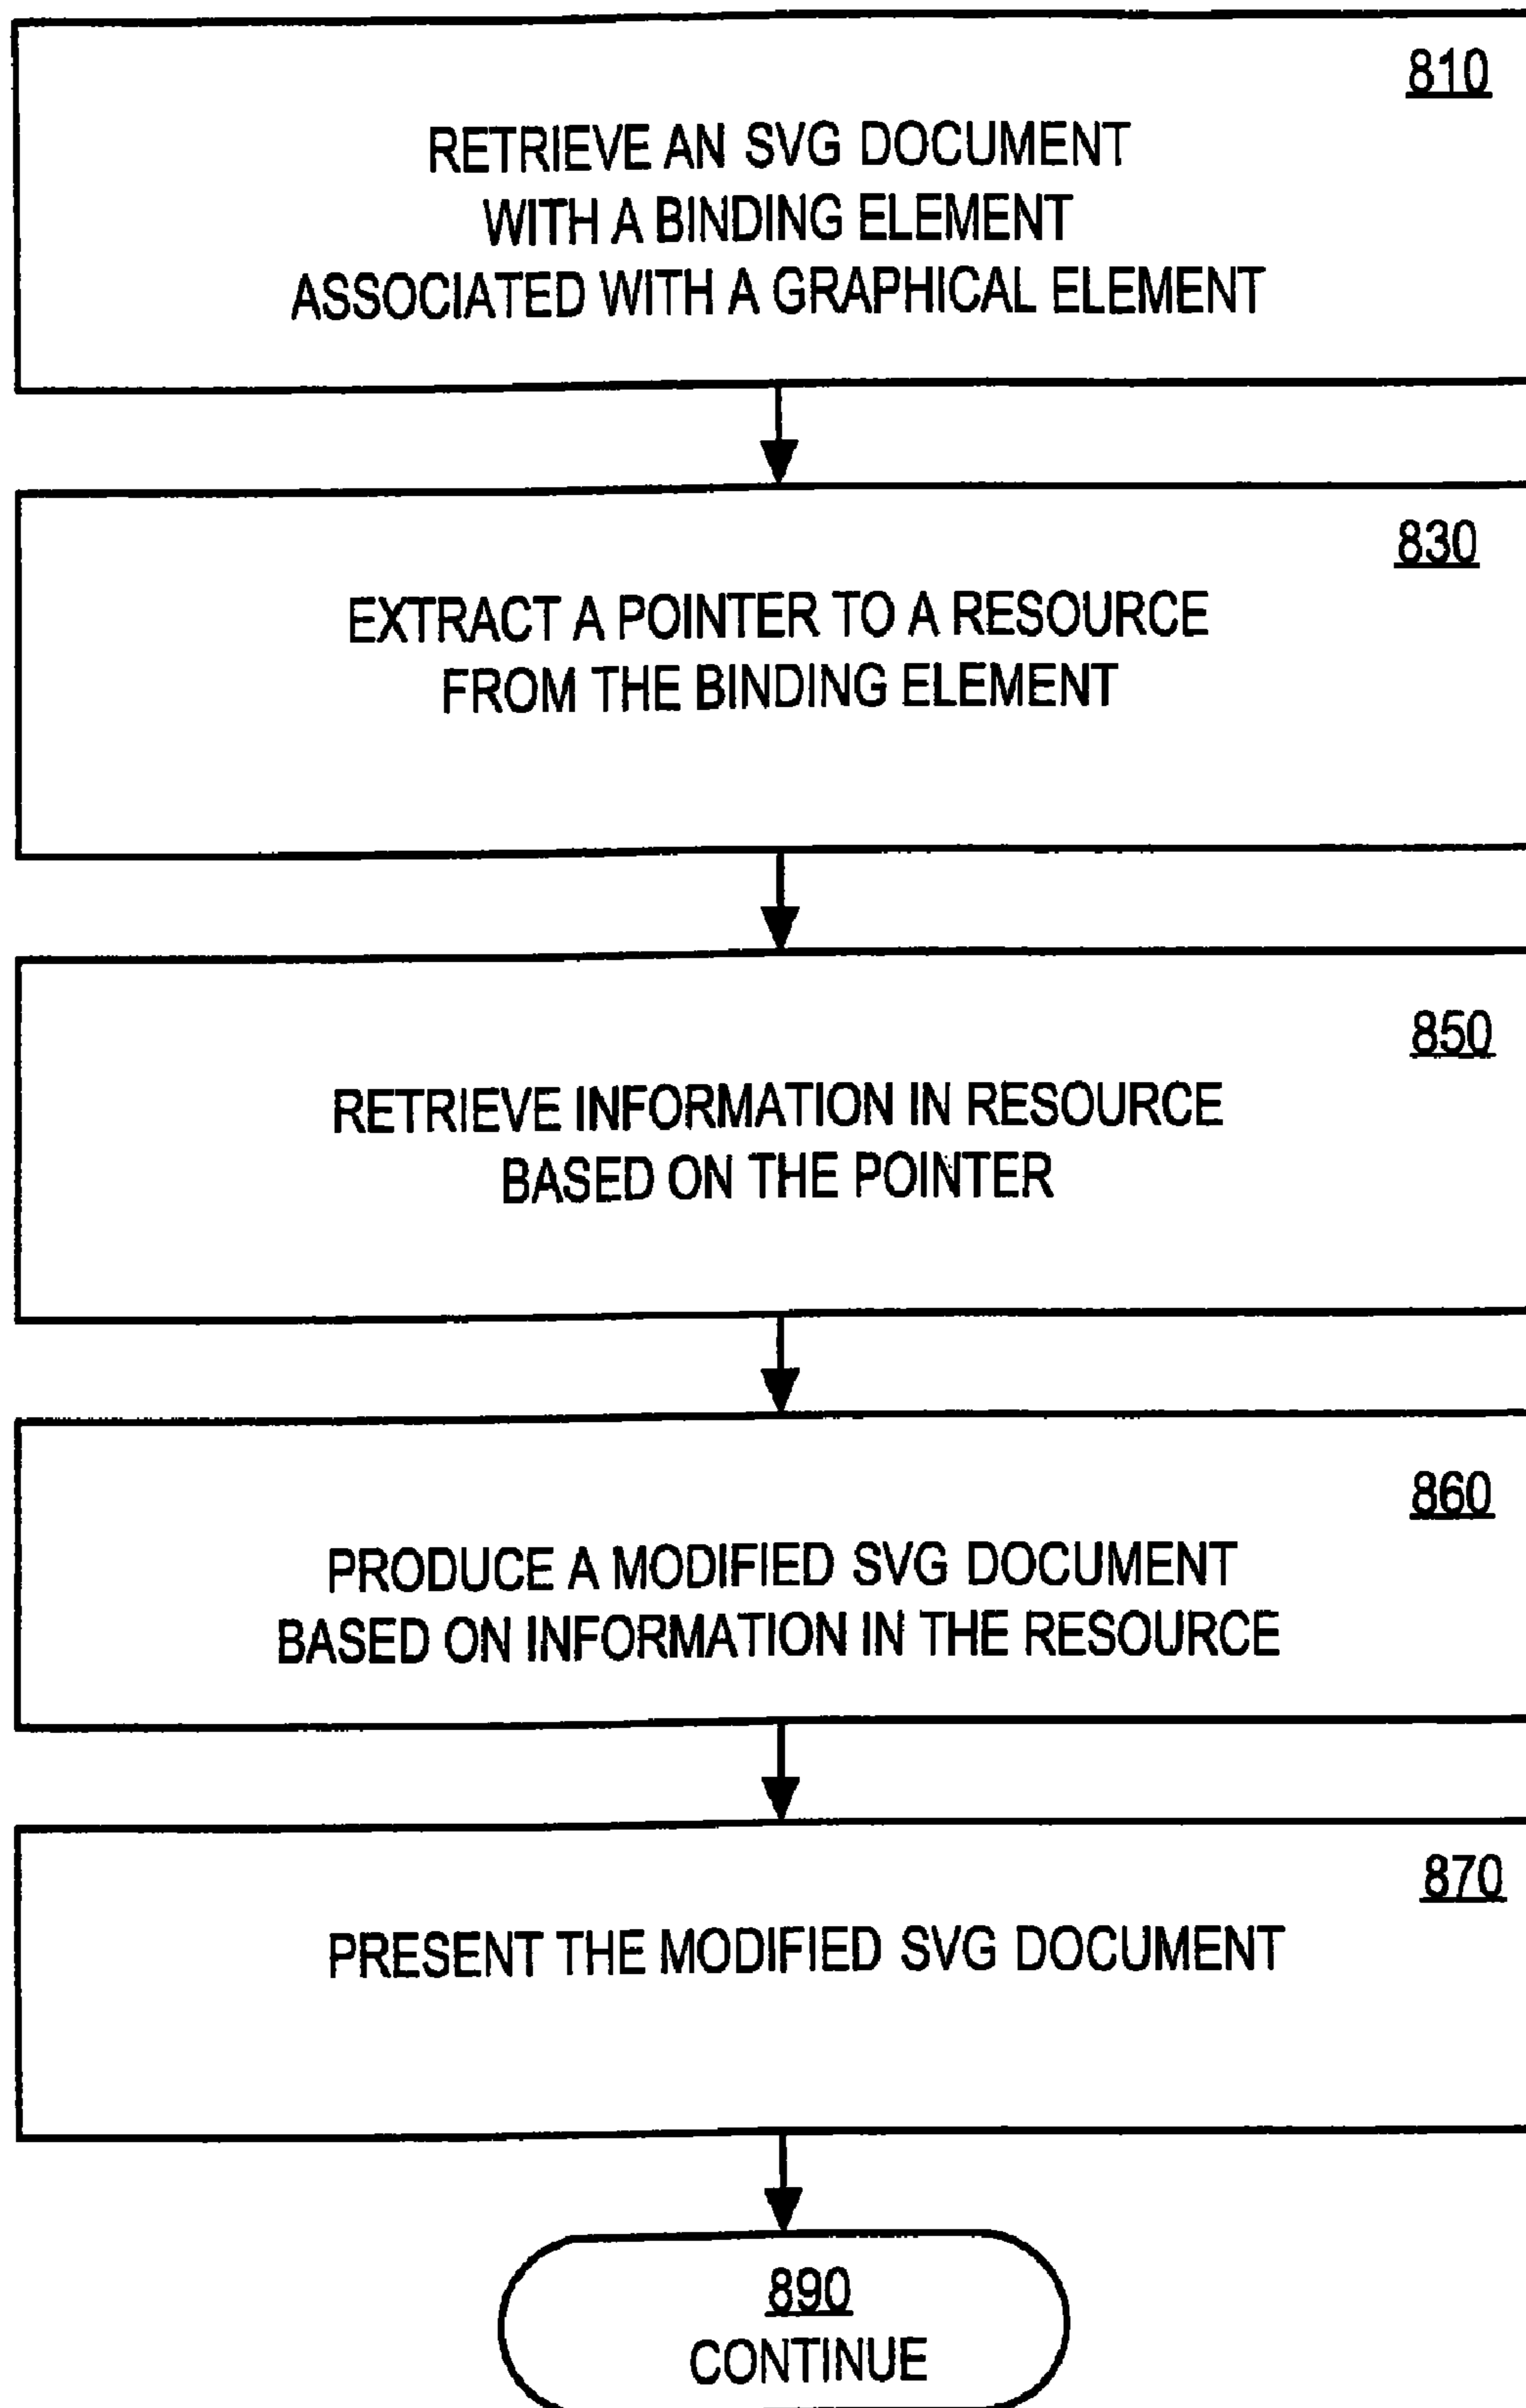 810
RETRIEVE AN SVG DOCUMENT
WITH A BINDING ELEMENT
ASSOCIATED WITH A GRAPHICAL ELEMENT
830
EXTRACT A POINTER TO A RESOURCE
FROM THE BINDING ELEMENT
850
RETRIEVE INFORMATION IN RESOURCE
BASED ON THE POINTER
860
PRODUCE A MODIFIED SVG DOCUMENT
BASED ON INFORMATION IN THE RESOURCE
870
PRESENT THE MODIFIED SVG DOCUMENT
890
CONTINUE